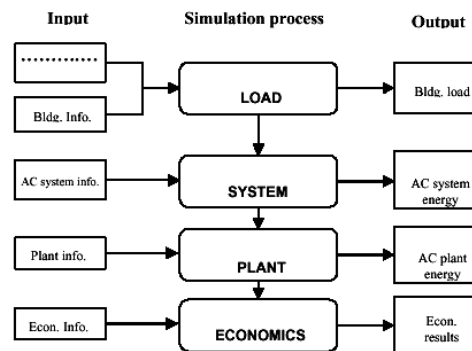 Input
Simulation process
Output
Bldg. Info.
LOAD
Bldg. load
AC system info.
SYSTEM
AC system
energy
Plant info.
PLANT
AC plant
energy
Econ. Info.
ECONOMICS
Econ.
results